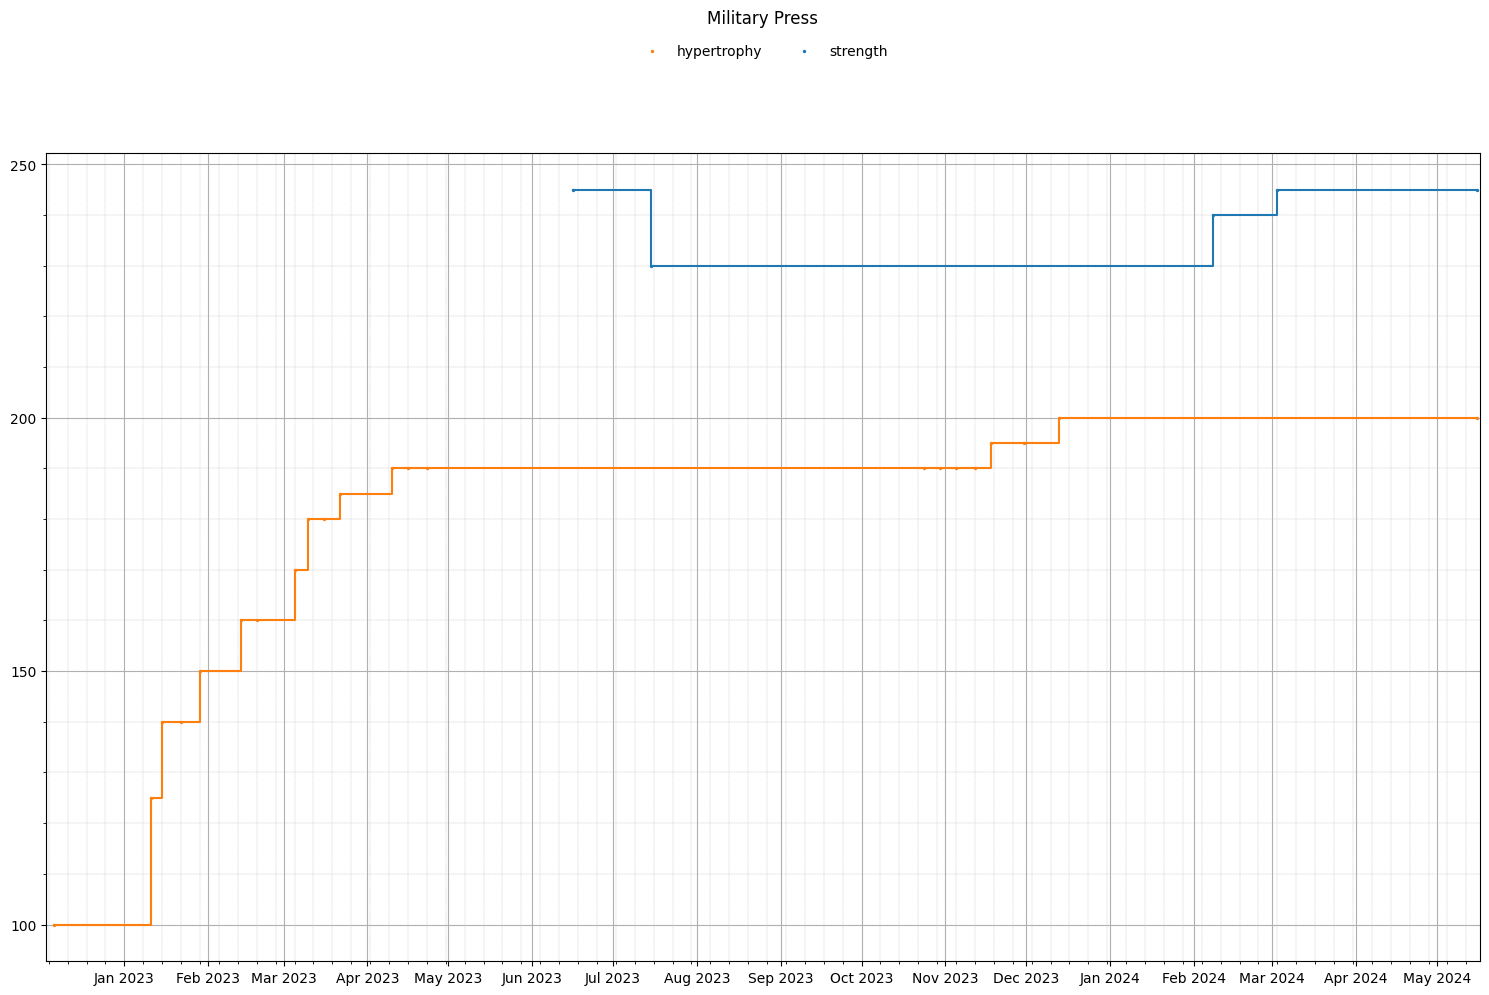 Military Press
hypertrophy strength
250
200
150
100
Jan 2023 Feb 2023 Mar 2023 Apr 2023 May 2023 Jun 2023 Jul 2023 Aug 2023 Sep 2023 Oct 2023 Nov 2023 Dec 2023 Jan 2024 Feb 2024 Mar 2024 Apr 2024 May 2024